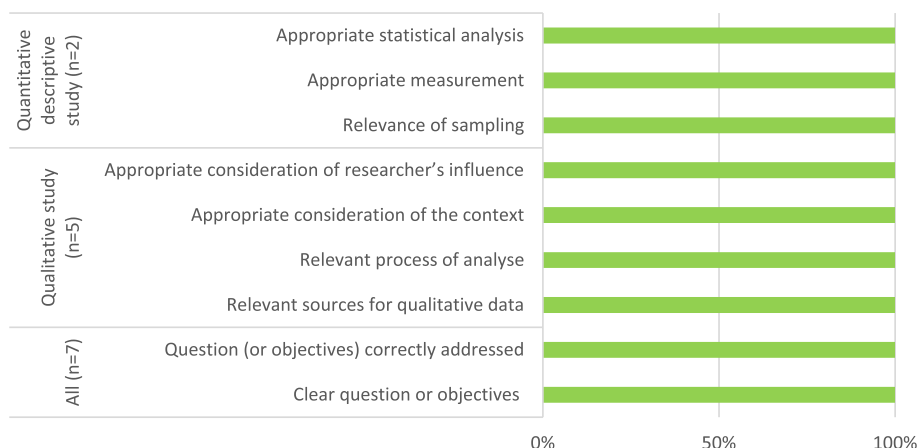 Quantitative
descriptive
study (n=2)
Appropriate statistical analysis
Appropriate measurement
Relevance of sampling
Qualitative study
(n=5)
Appropriate consideration of researcher's influence
Appropriate consideration of the context
Relevant process of analyse
Relevant sources for qualitative data
All (n=7)
Question (or objectives) correctly addressed
Clear question or objectives
0%
50%
100%